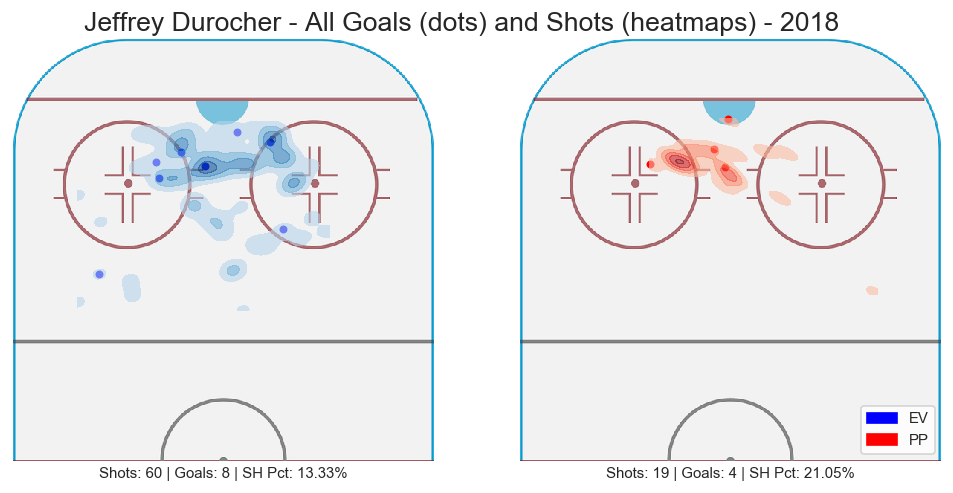 Jeffrey Durocher - All Goals (dots) and Shots (heatmaps) - 2018
EV
PP
Shots: 60 | Goals: 8 | SH Pct: 13.33%
Shots: 19 | Goals: 4 | SH Pct: 21.05%